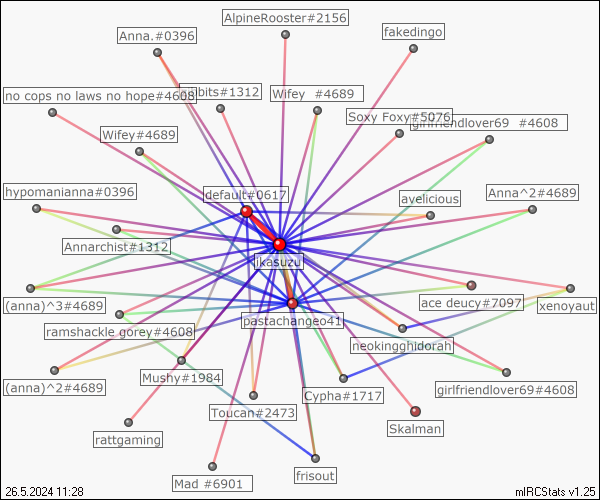 AlpineRooster#2156
Anna.#0396
fakedingo
no cops no laws no hope#4608
bits#1312
Wifey #4689
Soxy Foxy#5076
girlfriendlover69 #4608
Wifey#4689
hypomanianna#0396
default#0617
avelicious
Anna^2#4689
Annarchist#1312
ikasuzu
(anna)^3#4689
ace deucy#7097
xenoyaut
ramshackle gorey#4608
pastachangeo41
neokingghidorah
(anna)^2#4689
Mushy#1984
Cypha#1717
girlfriendlover69#4608
Toucan#2473
Skalman
rattgaming
Mad #6901
frisout
26.5.2024 11:28
mIRCStats v1.25